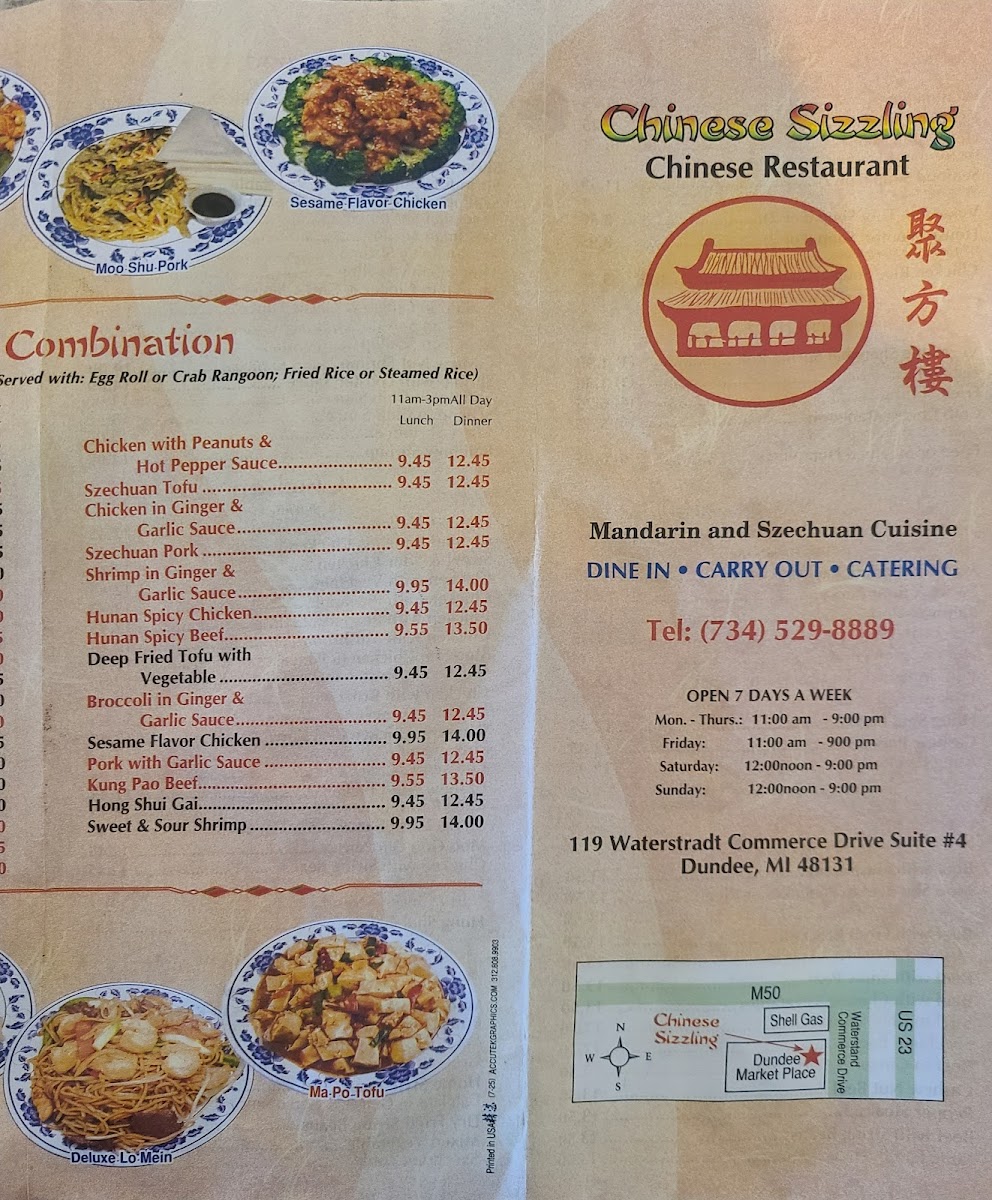 Sesame Flavor Chicken
Moo Shu Pork
Combination
Served with: Egg Roll or Crab Rangoon; Fried Rice or Steamed Rice)
11am-3pm All Day
Lunch Dinner
Chicken with Peanuts &
Hot Pepper Sauce........................ 9.45 12.45
Szechuan Tofu ........................ 9.45 12.45
Chicken in Ginger &
Garlic Sauce........................ 9.45 12.45
Szechuan Pork ........................ 9.45 12.45
Shrimp in Ginger &
Garlic Sauce........................ 9.95 14.00
Hunan Spicy Chicken........................ 9.45 12.45
Hunan Spicy Beef........................ 9.55 13.50
Deep Fried Tofu with
Vegetable ........................ 9.45 12.45
Broccoli in Ginger &
Garlic Sauce........................ 9.45 12.45
Sesame Flavor Chicken ........................ 9.95 14.00
Pork with Garlic Sauce ........................ 9.45 12.45
Kung Pao Beef........................ 9.55 13.50
Hong Shui Gai........................ 9.45 12.45
Sweet & Sour Shrimp ........................ 9.95 14.00
Ma Po Tofu
Deluxe Lo Mein
Printed in USA (7-25) ACCUTEKGRAPHICS.COM 312.808.9903
Chinese Sizzling
Chinese Restaurant
聚方樓
Mandarin and Szechuan Cuisine
DINE IN • CARRY OUT • CATERING
Tel: (734) 529-8889
OPEN 7 DAYS A WEEK
Mon. - Thurs.: 11:00 am - 9:00 pm
Friday: 11:00 am - 900 pm
Saturday: 12:00noon - 9:00 pm
Sunday: 12:00noon - 9:00 pm
119 Waterstradt Commerce Drive Suite #4
Dundee, MI 48131
M50
N
W E
S
Chinese
Sizzling
Shell Gas
Dundee
Market Place
Waterstand
Commerce Drive
US 23